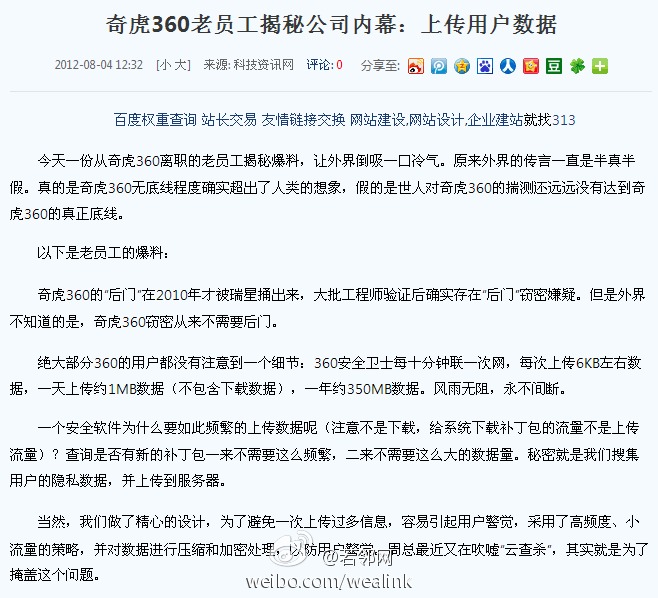 奇虎360老员工揭秘公司内幕：上传用户数据
2012-08-04 12:32 [小 大] 来源: 科技资讯网 评论: 0 分享至:
百度权重查询 站长交易 友情链接交换 网站建设,网站设计,企业建站就找313
今天一份从奇虎360离职的老员工揭秘爆料，让外界倒吸一口冷气。原来外界的传言一直是半真半
假。真的是奇虎360无底线程度确实超出了人类的想象，假的是世人对奇虎360的揣测还远远没有达到奇
虎360的真正底线。
以下是老员工的爆料：
奇虎360的“后门”在2010年才被瑞星捅出来，大批工程师验证后确实存在“后门”窃密嫌疑。但是外界
不知道的是，奇虎360窃密从来不需要后门。
绝大部分360的用户都没有注意到一个细节：360安全卫士每十分钟联一次网，每次上传6KB左右数
据，一天上传约1MB数据（不包含下载数据），一年约350MB数据。风雨无阻，永不间断。
一个安全软件为什么要如此频繁的上传数据呢（注意不是下载，给系统下载补丁包的流量不是上传
流量）？查询是否有新的补丁包一来不需要这么频繁，二来不需要这么大的数据量。秘密就是我们搜集
用户的隐私数据，并上传到服务器。
当然，我们做了精心的设计，为了避免一次上传过多信息，容易引起用户警觉，采用了高频度、小
流量的策略，并对数据进行压缩和加密处理，以防用户警觉。周总最近又在吹嘘“云查杀”，其实就是为了
掩盖这个问题。
@若邻网
weibo.com/wealink